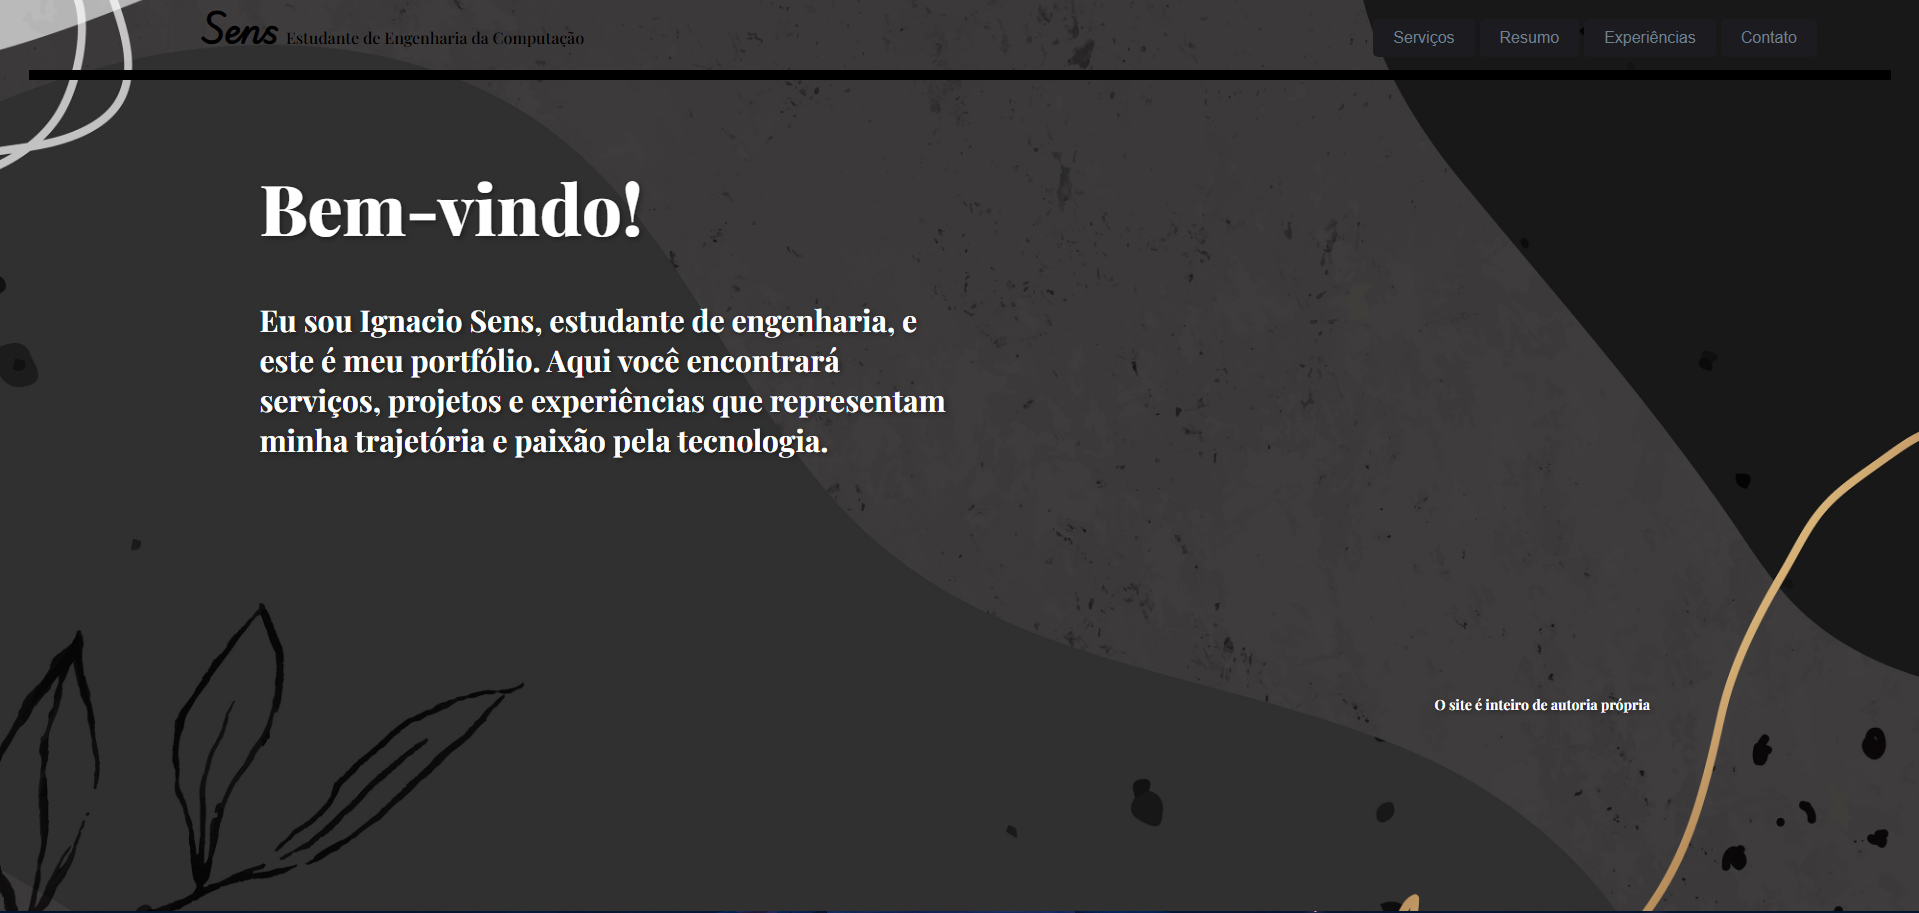 Sens Estudante de Engenharia da Computação
Serviços Resumo Experiências Contato
Bem-vindo!
Eu sou Ignacio Sens, estudante de engenharia, e
este é meu portfólio. Aqui você encontrará
serviços, projetos e experiências que representam
minha trajetória e paixão pela tecnologia.
O site é inteiro de autoria própria